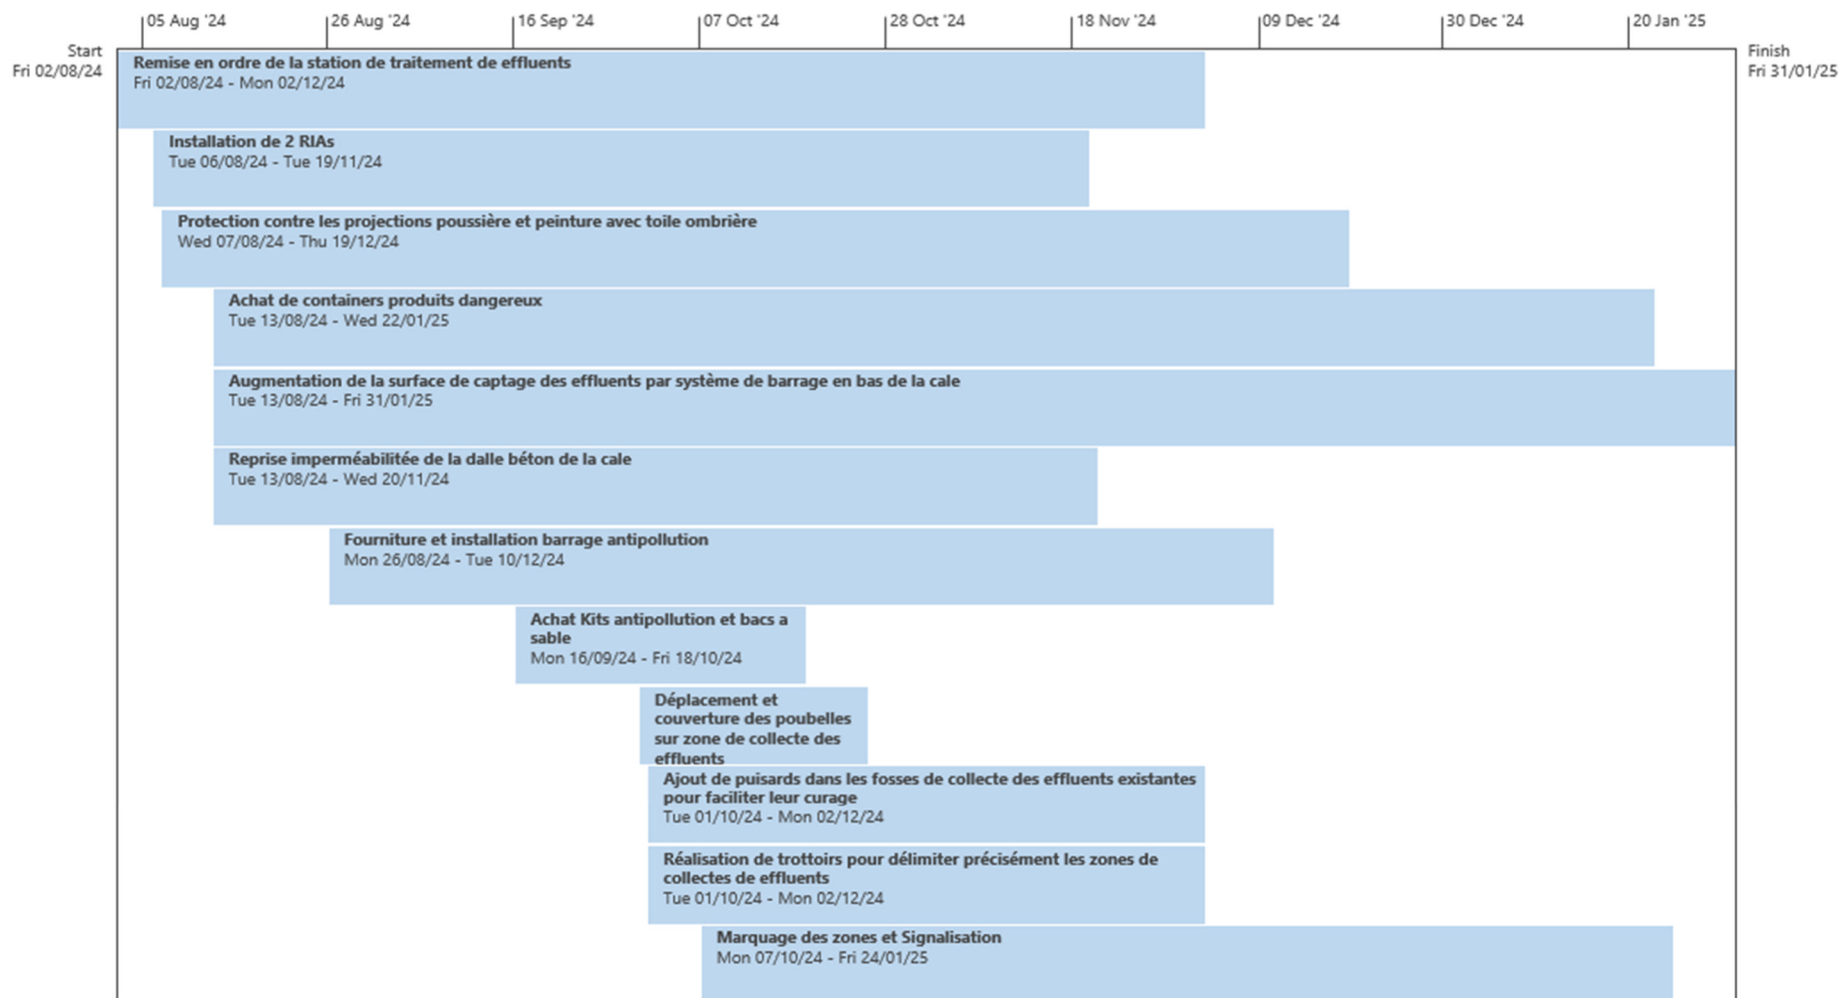 05 Aug '24
26 Aug '24
16 Sep '24
07 Oct '24
28 Oct '24
18 Nov '24
09 Dec '24
30 Dec '24
20 Jan '25
Start
Fri 02/08/24
Finish
Fri 31/01/25
Remise en ordre de la station de traitement de effluents
Fri 02/08/24 - Mon 02/12/24
Installation de 2 RIAs
Tue 06/08/24 - Tue 19/11/24
Protection contre les projections poussière et peinture avec toile ombrière
Wed 07/08/24 - Thu 19/12/24
Achat de containers produits dangereux
Tue 13/08/24 - Wed 22/01/25
Augmentation de la surface de captage des effluents par système de barrage en bas de la cale
Tue 13/08/24 - Fri 31/01/25
Reprise imperméabilitée de la dalle béton de la cale
Tue 13/08/24 - Wed 20/11/24
Fourniture et installation barrage antipollution
Mon 26/08/24 - Tue 10/12/24
Achat Kits antipollution et bacs a
sable
Mon 16/09/24 - Fri 18/10/24
Déplacement et
couverture des poubelles
sur zone de collecte des
effluents
Ajout de puisards dans les fosses de collecte des effluents existantes
pour faciliter leur curage
Tue 01/10/24 - Mon 02/12/24
Réalisation de trottoirs pour délimiter précisément les zones de
collectes de effluents
Tue 01/10/24 - Mon 02/12/24
Marquage des zones et Signalisation
Mon 07/10/24 - Fri 24/01/25